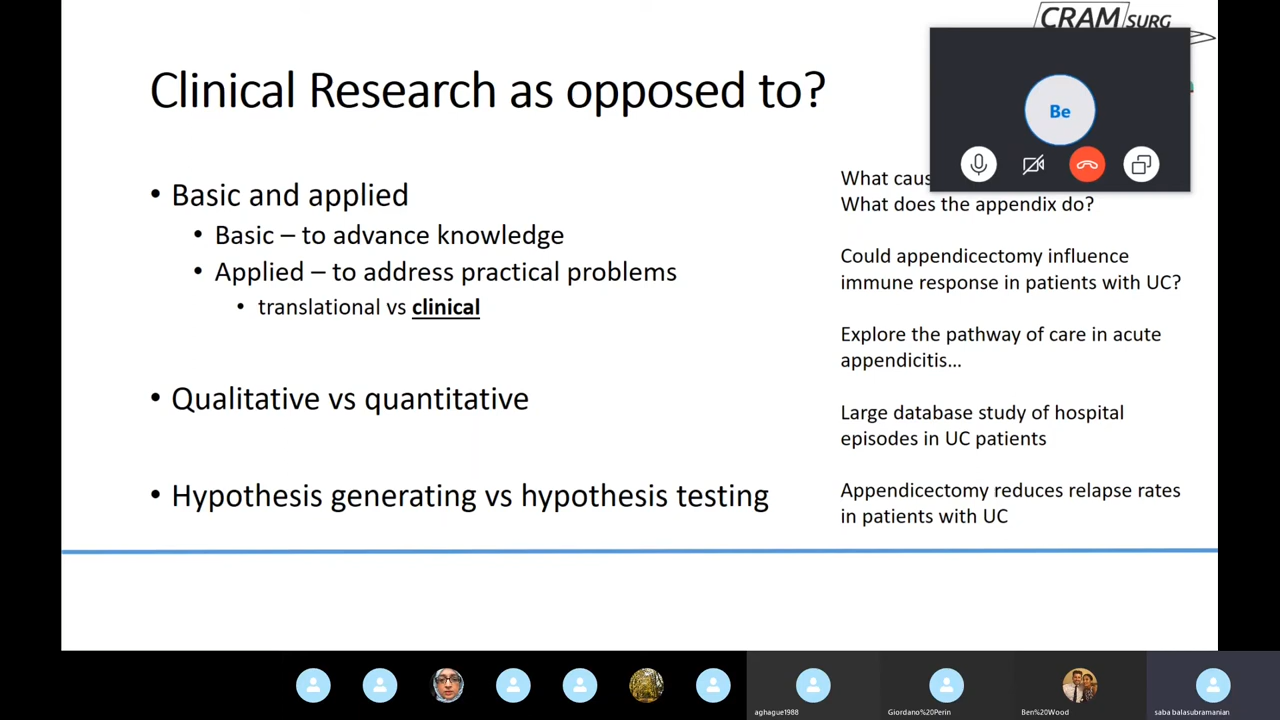 CRAMSURG
Clinical Research as opposed to?
Be
• Basic and applied
• Basic – to advance knowledge
• Applied – to address practical problems
• translational vs clinical
• Qualitative vs quantitative
• Hypothesis generating vs hypothesis testing
What caus
What does the appendix do?
Could appendicectomy influence
immune response in patients with UC?
Explore the pathway of care in acute
appendicitis...
Large database study of hospital
episodes in UC patients
Appendicectomy reduces relapse rates
in patients with UC
aghague1988
Giordano%20Perin
Ben%20Wood
saba balasubramanian